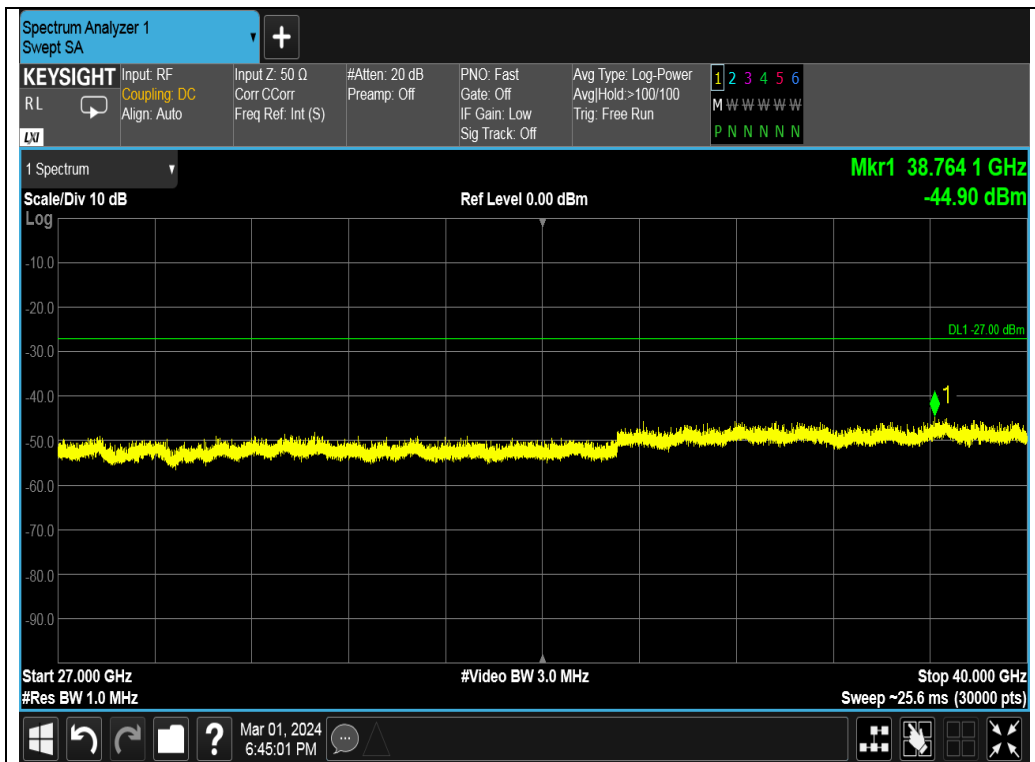 Spectrum Analyzer 1
Swept SA
+
KEYSIGHT
RL
LXI
Input: RF
Coupling: DC
Align: Auto
Input Z: 50 Ω
Corr CCorr
Freq Ref: Int (S)
#Atten: 20 dB
Preamp: Off
PNO: Fast
Gate: Off
IF Gain: Low
Sig Track: Off
Avg Type: Log-Power
Avg|Hold:>100/100
Trig: Free Run
1 2 3 4 5 6
M W W W W W
P N N N N N
1 Spectrum
Mkr1 38.764 1 GHz
Scale/Div 10 dB
Ref Level 0.00 dBm
-44.90 dBm
Log
-10.0
-20.0
DL1 -27.00 dBm
-30.0
-40.0
1
-50.0
-60.0
-70.0
-80.0
-90.0
Start 27.000 GHz
#Video BW 3.0 MHz
Stop 40.000 GHz
#Res BW 1.0 MHz
Sweep ~25.6 ms (30000 pts)
?
Mar 01, 2024
6:45:01 PM